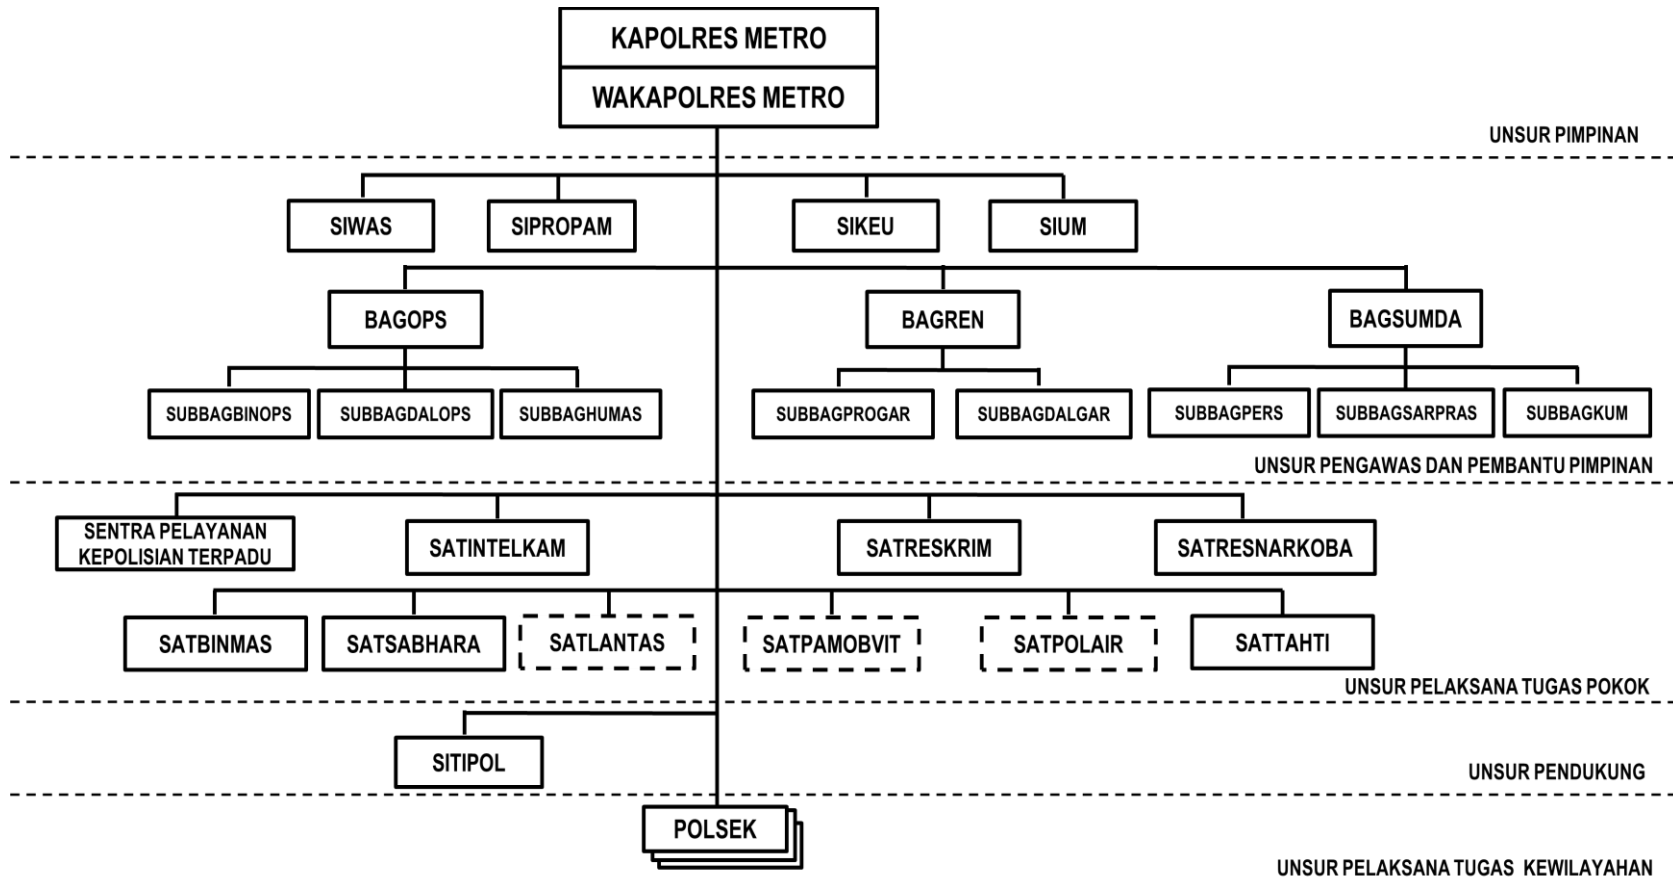 KAPOLRES METRO
WAKAPOLRES METRO
UNSUR PIMPINAN
SIWAS
SIPROPAM
SIKEU
SIUM
BAGOPS
BAGREN
BAGSUMDA
SUBBAGBINOPS
SUBBAGDALOPS
SUBBAGHUMAS
SUBBAGPROGAR
SUBBAGDALGAR
SUBBAGPERS
SUBBAGSARPRAS
SUBBAGKUM
UNSUR PENGAWAS DAN PEMBANTU PIMPINAN
SENTRA PELAYANAN
KEPOLISIAN TERPADU
SATINTELKAM
SATRESKRIM
SATRESNARKOBA
SATBINMAS
SATSABHARA
SATLANTAS
SATPAMOBVIT
SATPOLAIR
SATTAHTI
UNSUR PELAKSANA TUGAS POKOK
SITIPOL
UNSUR PENDUKUNG
POLSEK
UNSUR PELAKSANA TUGAS KEWILAYAHAN